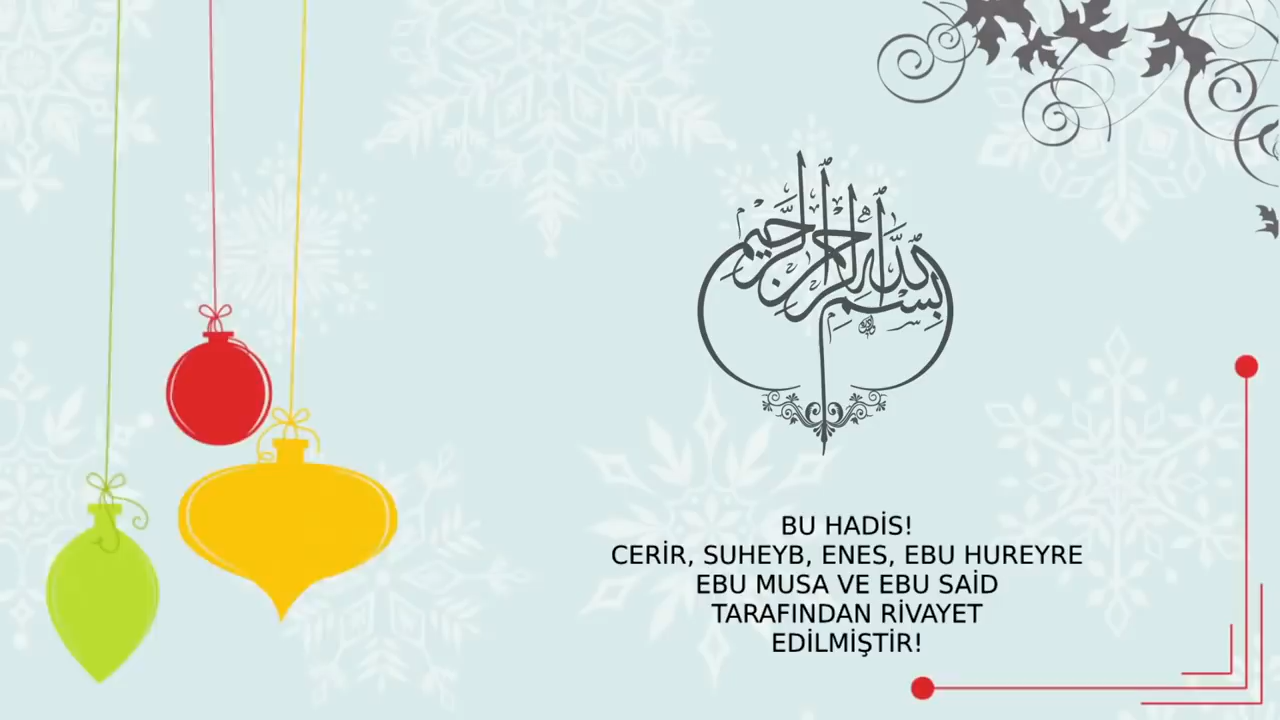 بسم الله الرحمن الرحيم
BU HADİS!
CERİR, SUHEYB, ENES, EBU HUREYRE
EBU MUSA VE EBU SAİD
TARAFINDAN RİVAYET
EDİLMİŞTİR!